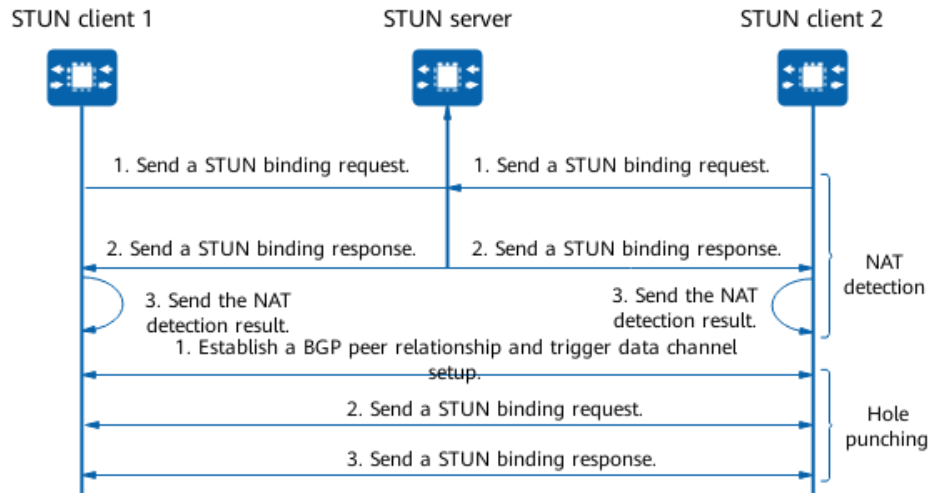 STUN client 1
STUN server
STUN client 2
1. Send a STUN binding request.
1. Send a STUN binding request.
2. Send a STUN binding response.
2. Send a STUN binding response.
NAT
detection
3. Send the NAT
detection result.
3. Send the NAT
detection result.
1. Establish a BGP peer relationship and trigger data channel
setup.
2. Send a STUN binding request.
Hole
punching
3. Send a STUN binding response.